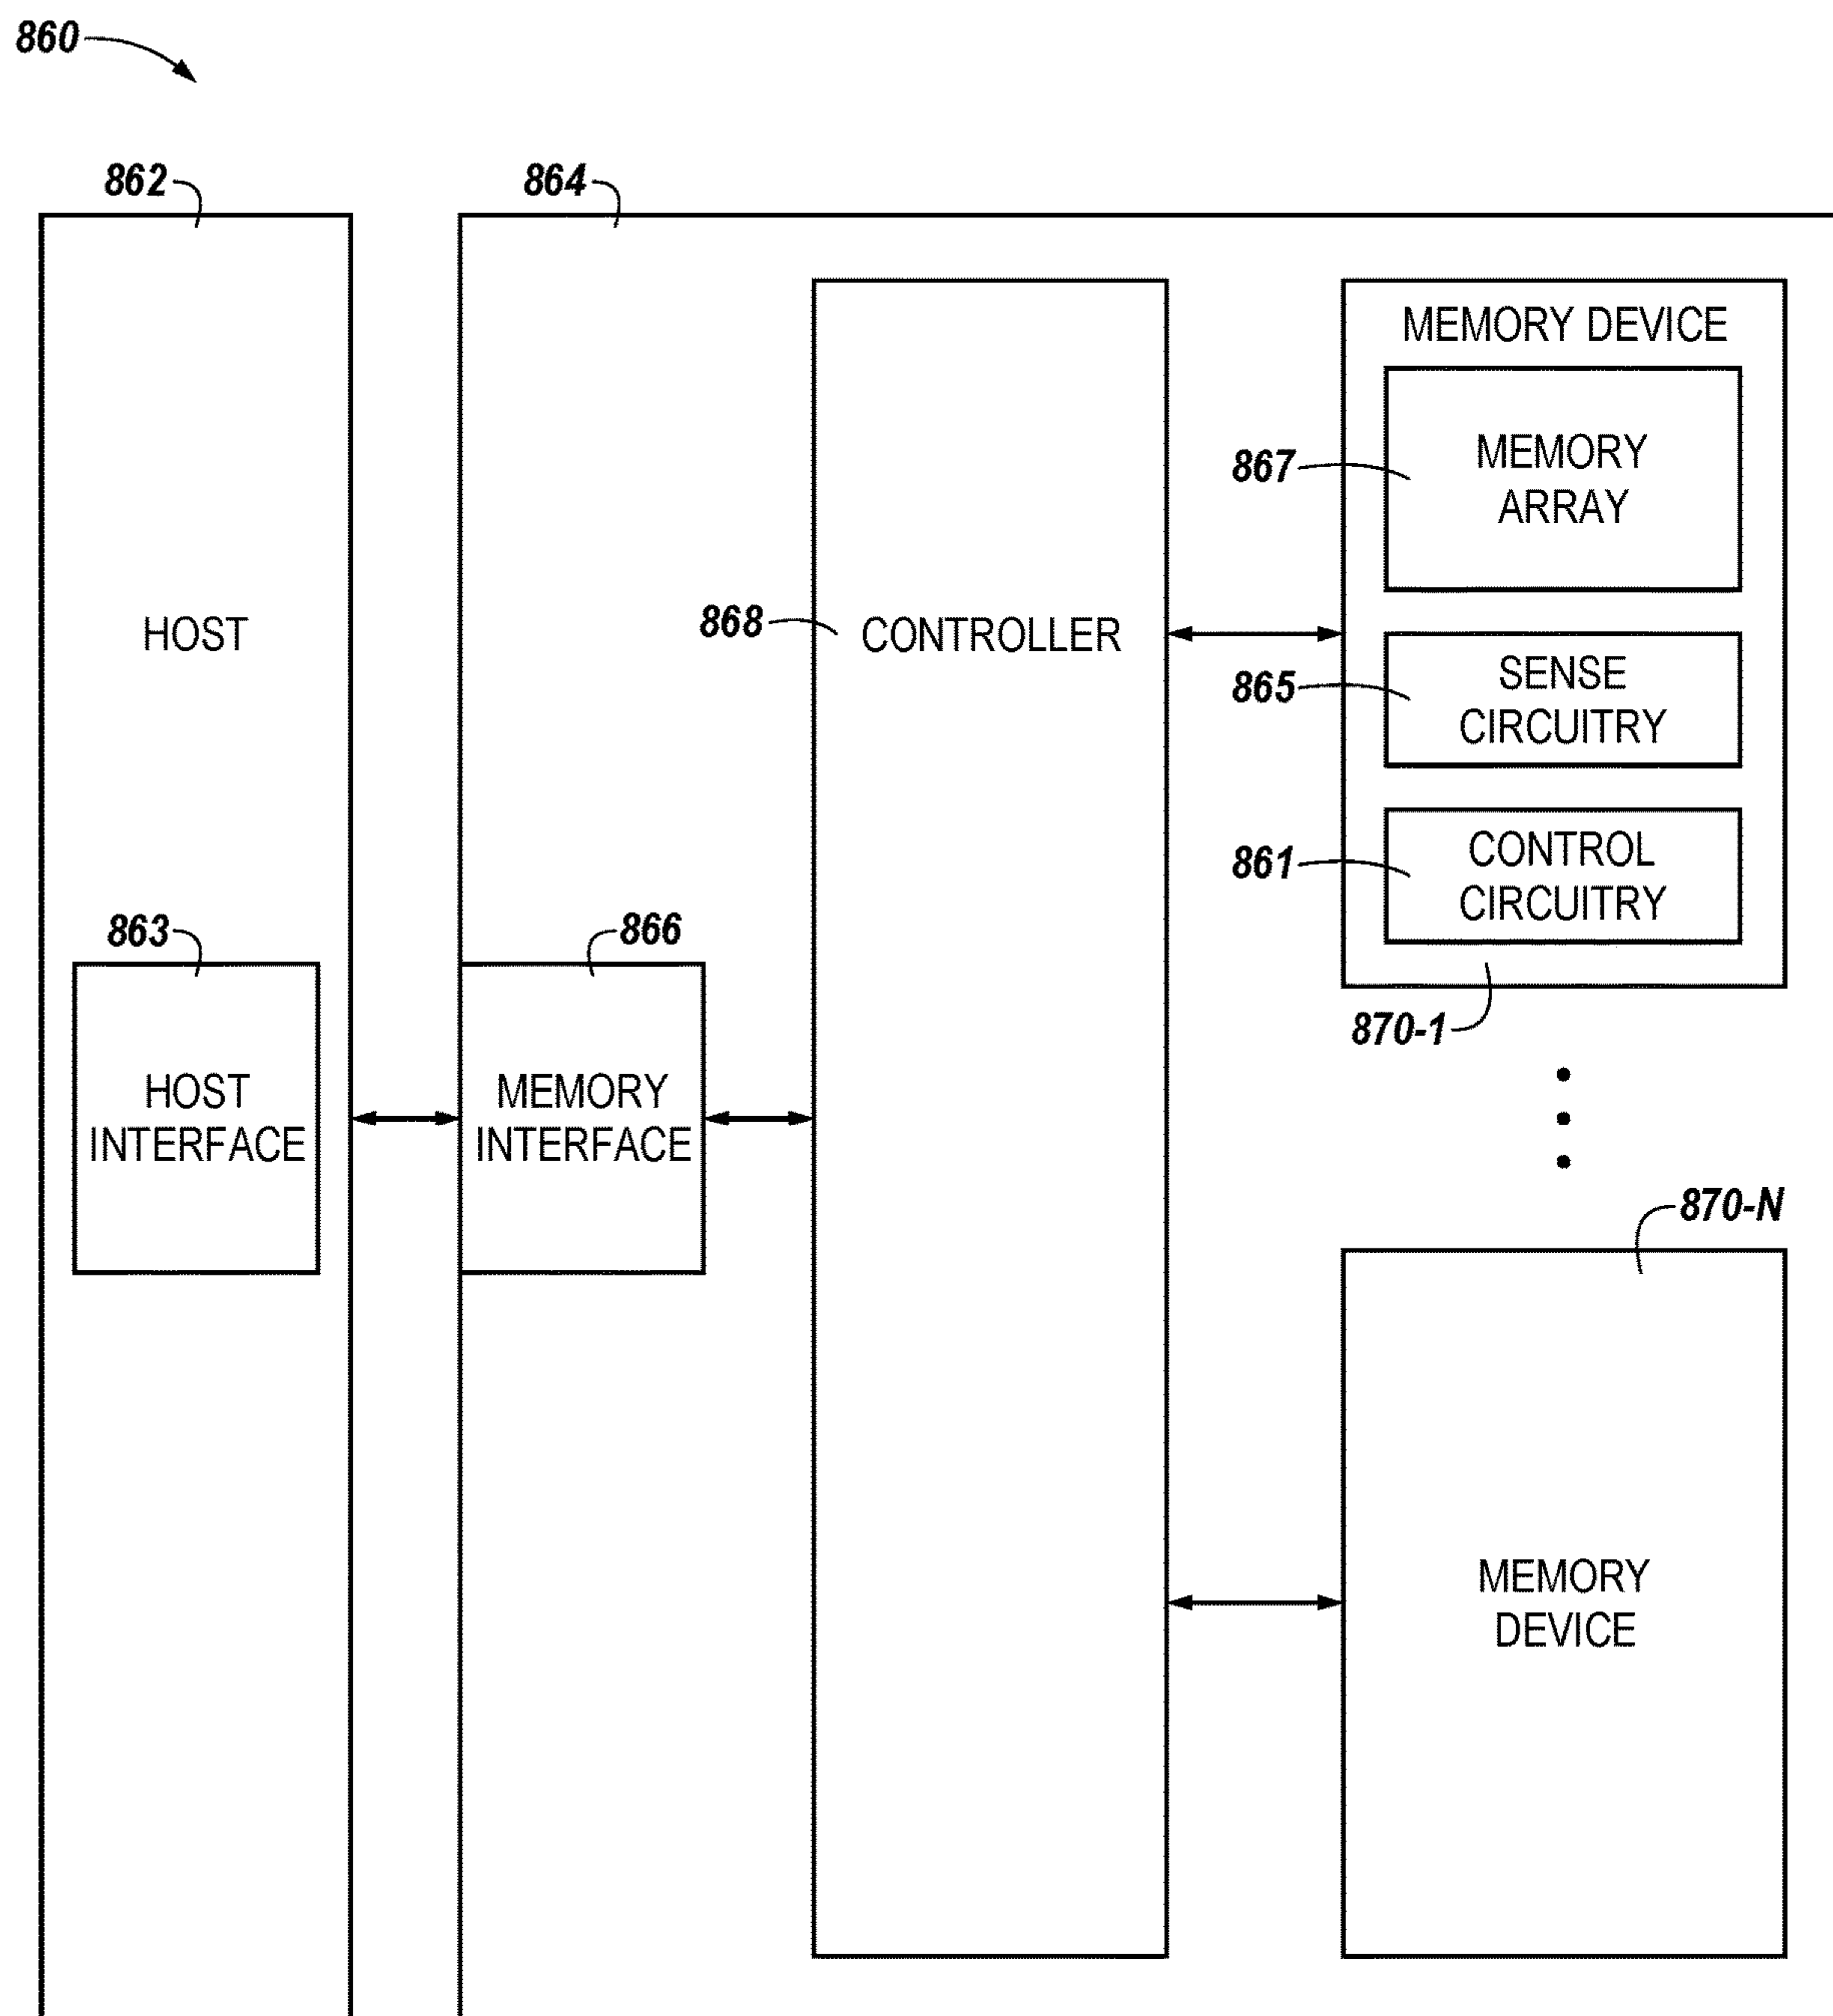 860
862
864
MEMORY DEVICE
867
MEMORY
ARRAY
HOST
868
CONTROLLER
865
SENSE
CIRCUITRY
861
CONTROL
CIRCUITRY
863
866
870-1
HOST
INTERFACE
MEMORY
INTERFACE
870-N
MEMORY
DEVICE